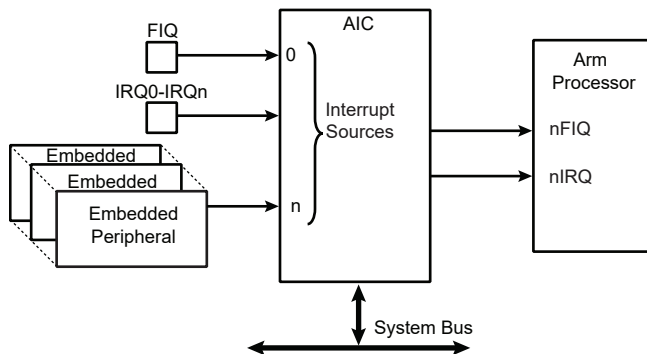 FIQ
AIC
0
IRQ0-IRQn
Interrupt
Sources
Arm
Processor
nFIQ
nIRQ
Embedded
Embedded
Embedded
Peripheral
n
System Bus